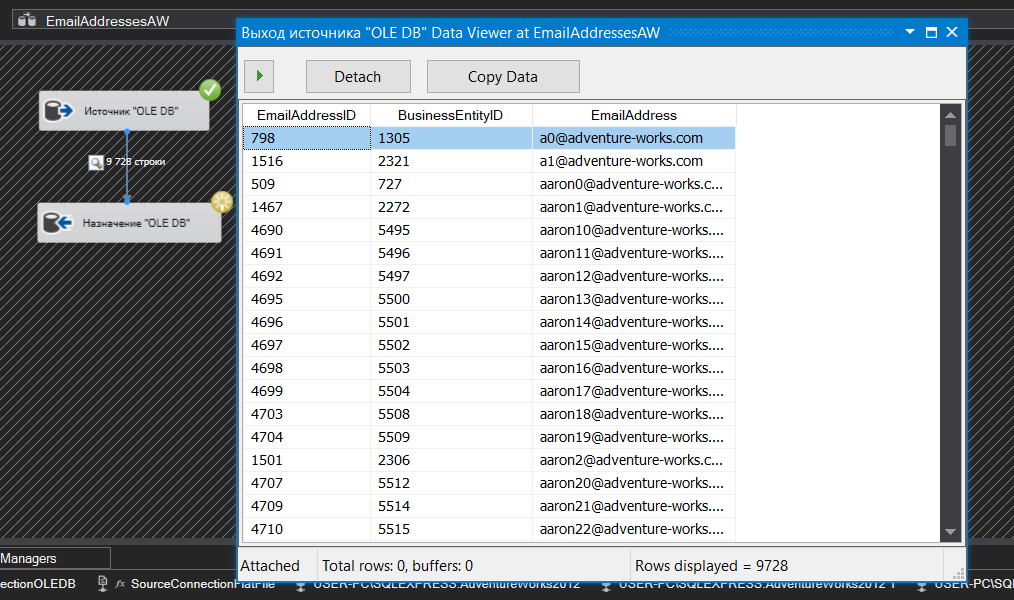 EmailAddressesAW
Выход источника "OLE DB" Data Viewer at EmailAddressesAW
Detach
Copy Data
Источник "OLE DB"
9 728 строки
Назначение "OLE DB"
EmailAddressID BusinessEntityID EmailAddress
798 1305 a0@adventure-works.com
1516 2321 a1@adventure-works.com
509 727 aaron0@adventure-works.c...
1467 2272 aaron1@adventure-works.c...
4690 5495 aaron10@adventure-works....
4691 5496 aaron11@adventure-works....
4692 5497 aaron12@adventure-works....
4695 5500 aaron13@adventure-works....
4696 5501 aaron14@adventure-works....
4697 5502 aaron15@adventure-works....
4698 5503 aaron16@adventure-works....
4699 5504 aaron17@adventure-works....
4703 5508 aaron18@adventure-works....
4704 5509 aaron19@adventure-works....
1501 2306 aaron2@adventure-works.c...
4707 5512 aaron20@adventure-works....
4709 5514 aaron21@adventure-works....
4710 5515 aaron22@adventure-works....
Attached Total rows: 0, buffers: 0 Rows displayed = 9728
Managers
ectionOLEDB fx SourceConnectionFlatFile USER-PC\SQLEXPRESS.AdventureWorks2012 USER-PC\SQLEXPRESS.AdventureWorks2012 1 USER-PC\SQ